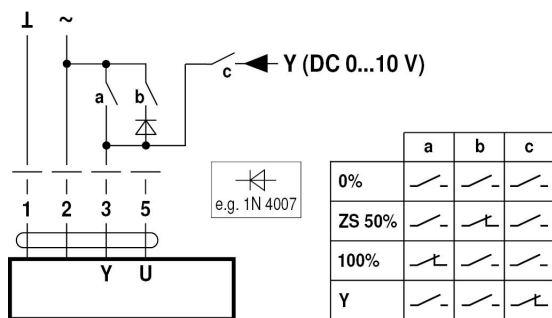 ⊥ ~
a b c Y (DC 0...10 V)
1 2 3 5
Y U
e.g. 1N 4007
a b c
0%
ZS 50%
100%
Y